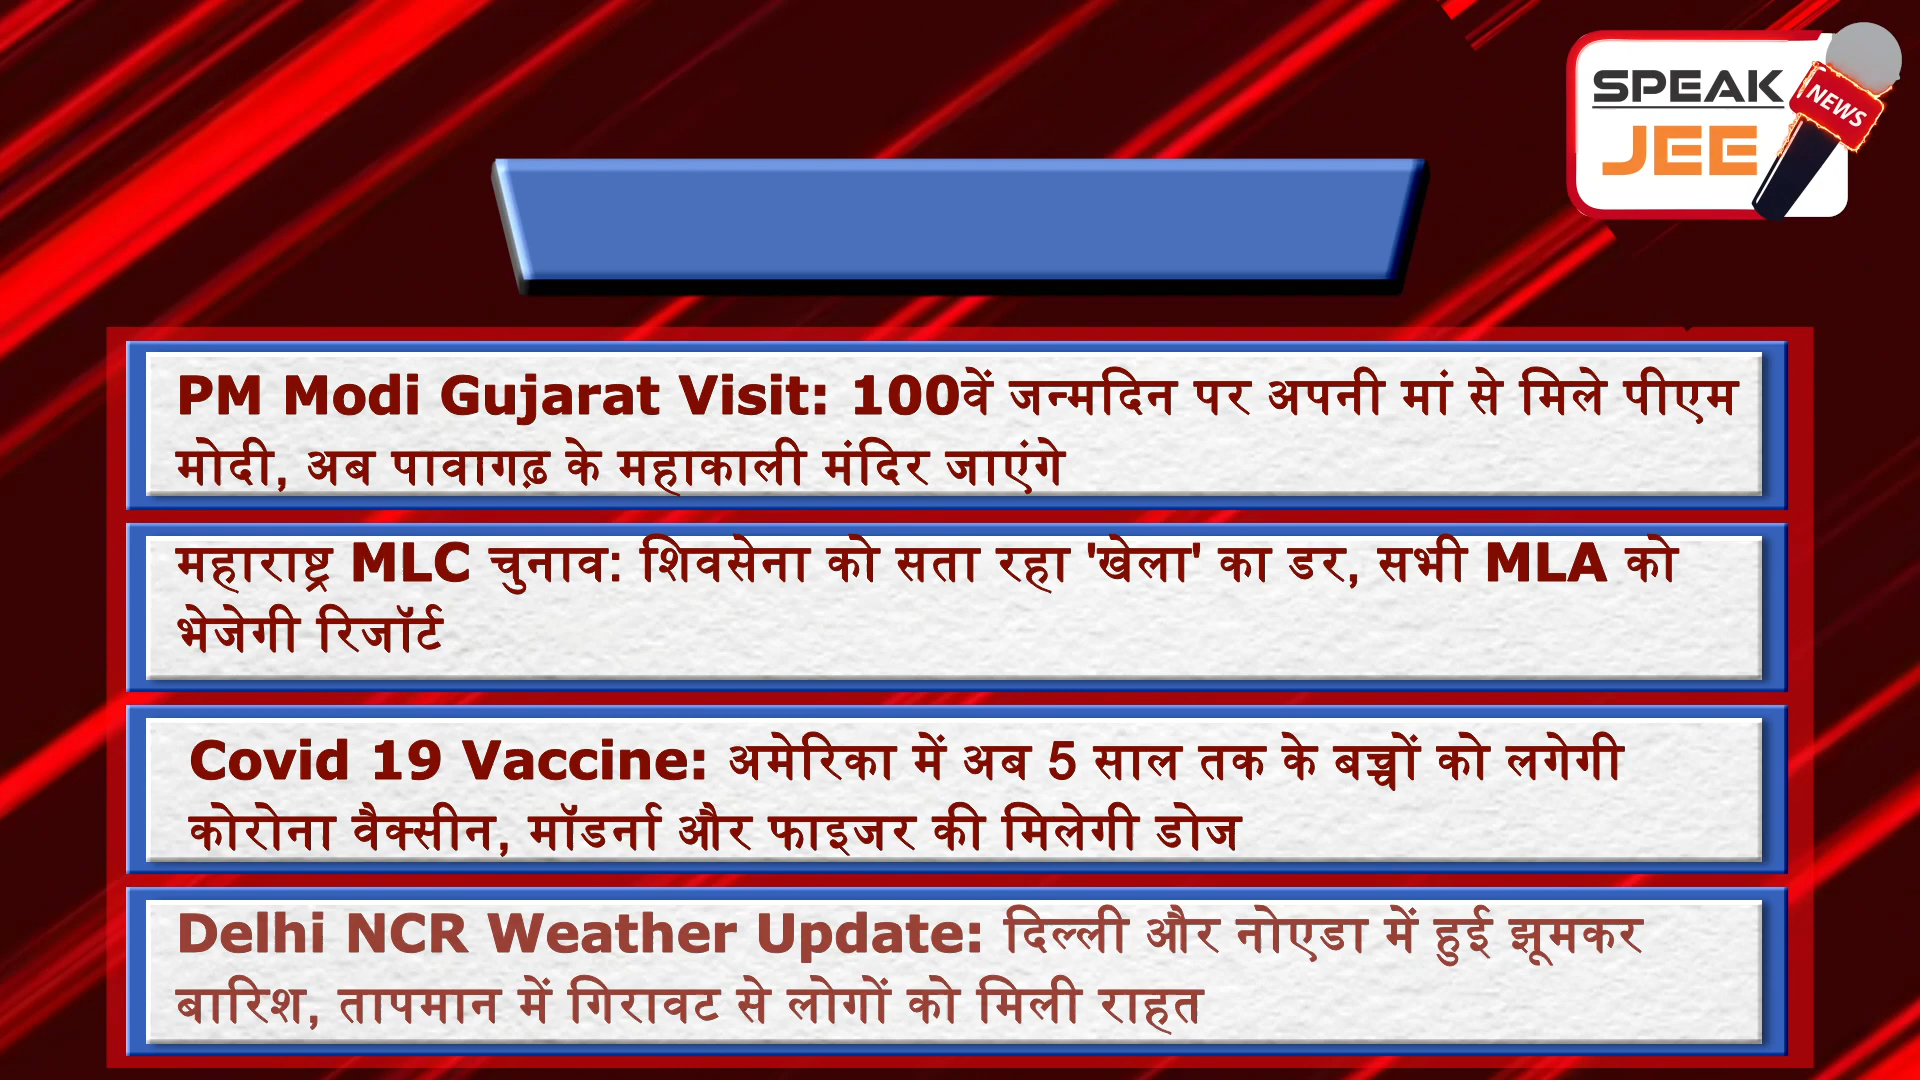 SPEAK
JEE
NEWS
PM Modi Gujarat Visit: 100वें जन्मदिन पर अपनी मां से मिले पीएम
मोदी, अब पावागढ़ के महाकाली मंदिर जाएंगे
महाराष्ट्र MLC चुनाव: शिवसेना को सता रहा 'खेला' का डर, सभी MLA को
भेजेगी रिजॉर्ट
Covid 19 Vaccine: अमेरिका में अब 5 साल तक के बच्चों को लगेगी
कोरोना वैक्सीन, मॉडर्ना और फाइजर की मिलेगी डोज
Delhi NCR Weather Update: दिल्ली और नोएडा में हुई झूमकर
बारिश, तापमान में गिरावट से लोगों को मिली राहत